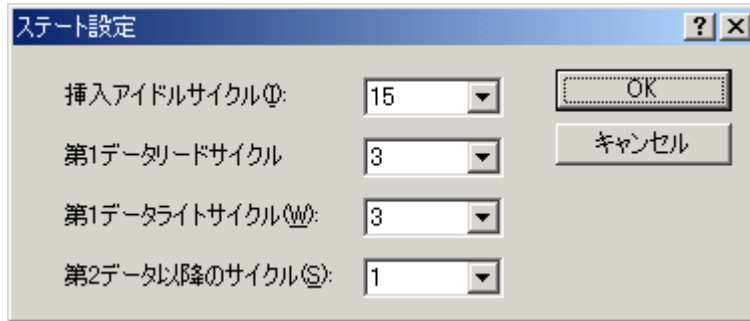 ステート設定
挿入アイドルサイクル(I): 15 OK
第1データリードサイクル 3 キャンセル
第1データライトサイクル(W): 3
第2データ以降のサイクル(S): 1